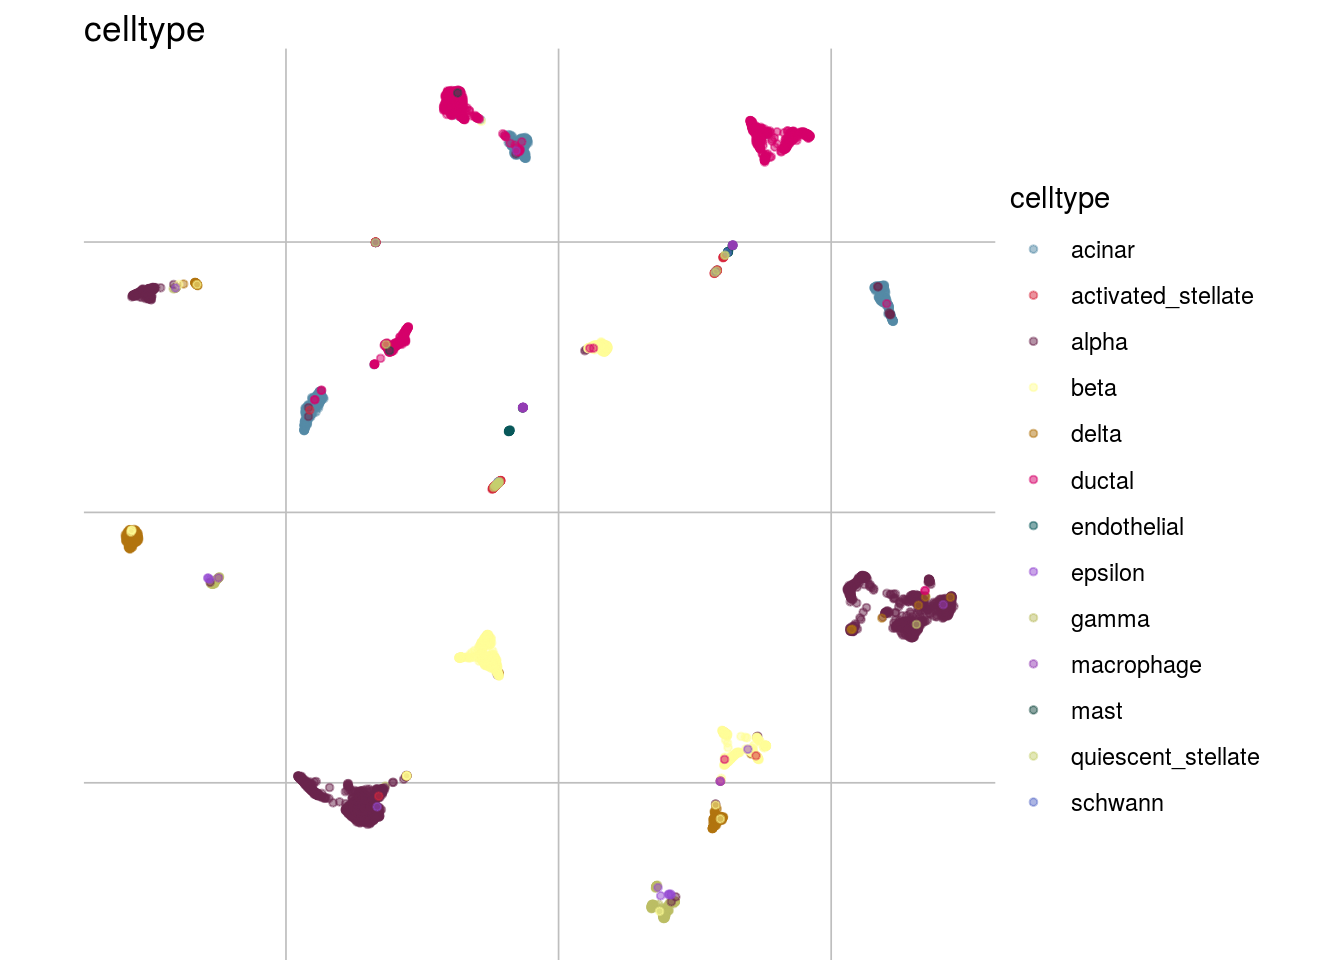 celltype
celltype
acinar
activated_stellate
alpha
beta
delta
ductal
endothelial
epsilon
gamma
macrophage
mast
quiescent_stellate
schwann